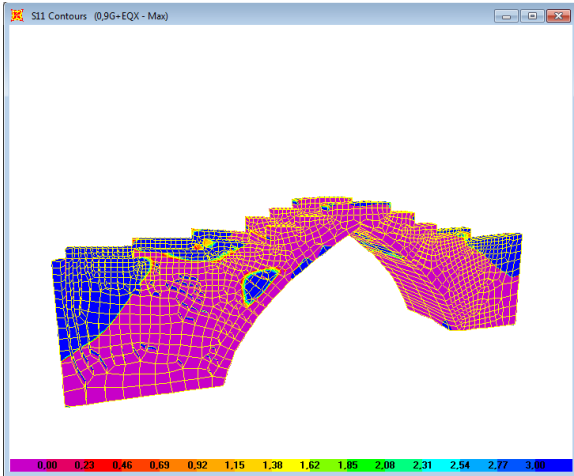 S11 Contours (0,9G+EQX - Max)
0,00 0,23 0,46 0,69 0,92 1,15 1,38 1,62 1,85 2,08 2,31 2,54 2,77 3,00